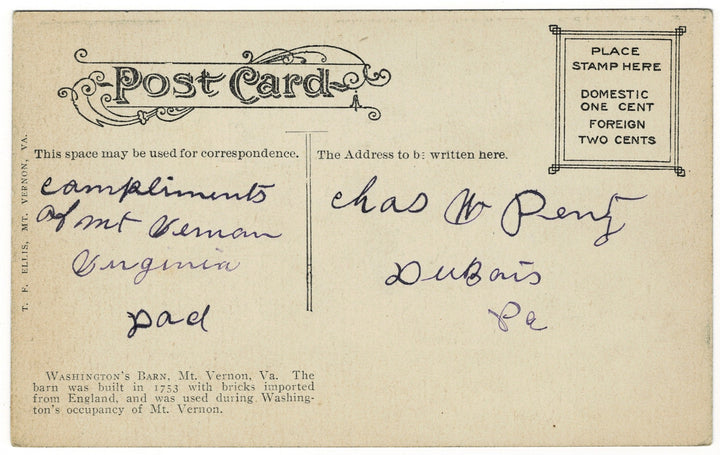 Post Card
PLACE
STAMP HERE
DOMESTIC
ONE CENT
FOREIGN
TWO CENTS
This space may be used for correspondence.
The Address to be written here.
compliments
of mt Vernon
Virginia
Dad
Chas W Pentz
DuBois
Pa
T. F. ELLIS, MT. VERNON, VA.
WASHINGTON'S BARN, Mt. Vernon, Va. The
barn was built in 1753 with bricks imported
from England, and was used during Washing-
ton's occupancy of Mt. Vernon.